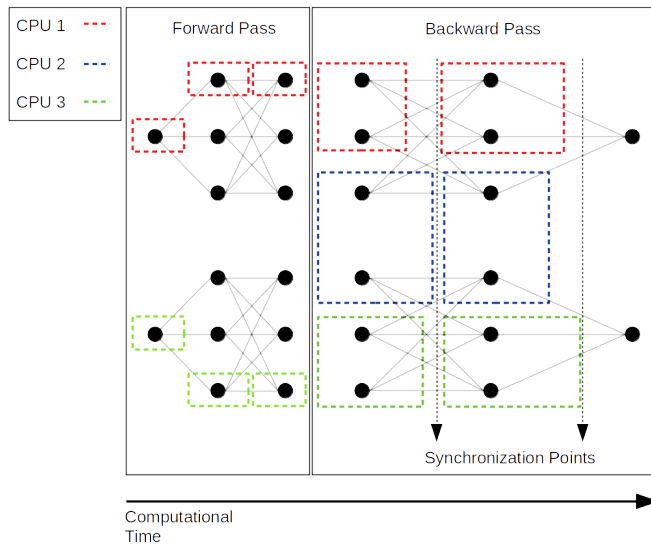 CPU 1
CPU 2
CPU 3
Forward Pass
Backward Pass
Synchronization Points
Computational
Time